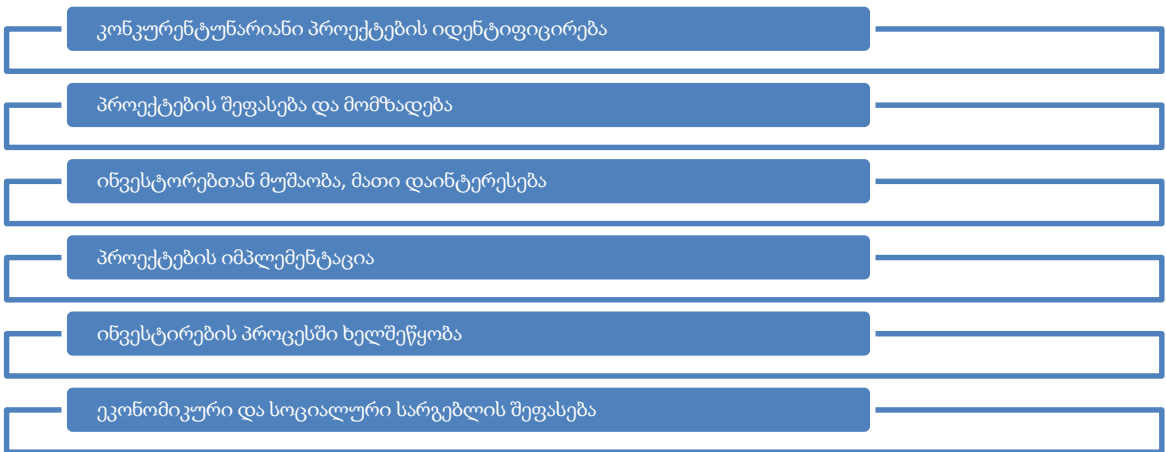 კონკურენტუნარიანი პროექტების იდენტიფიცირება
პროექტების შეფასება და მომზადება
ინვესტორებთან მუშაობა, მათი დაინტერესება
პროექტების იმპლემენტაცია
ინვესტირების პროცესში ხელშეწყობა
ეკონომიკური და სოციალური სარგებლის შეფასება